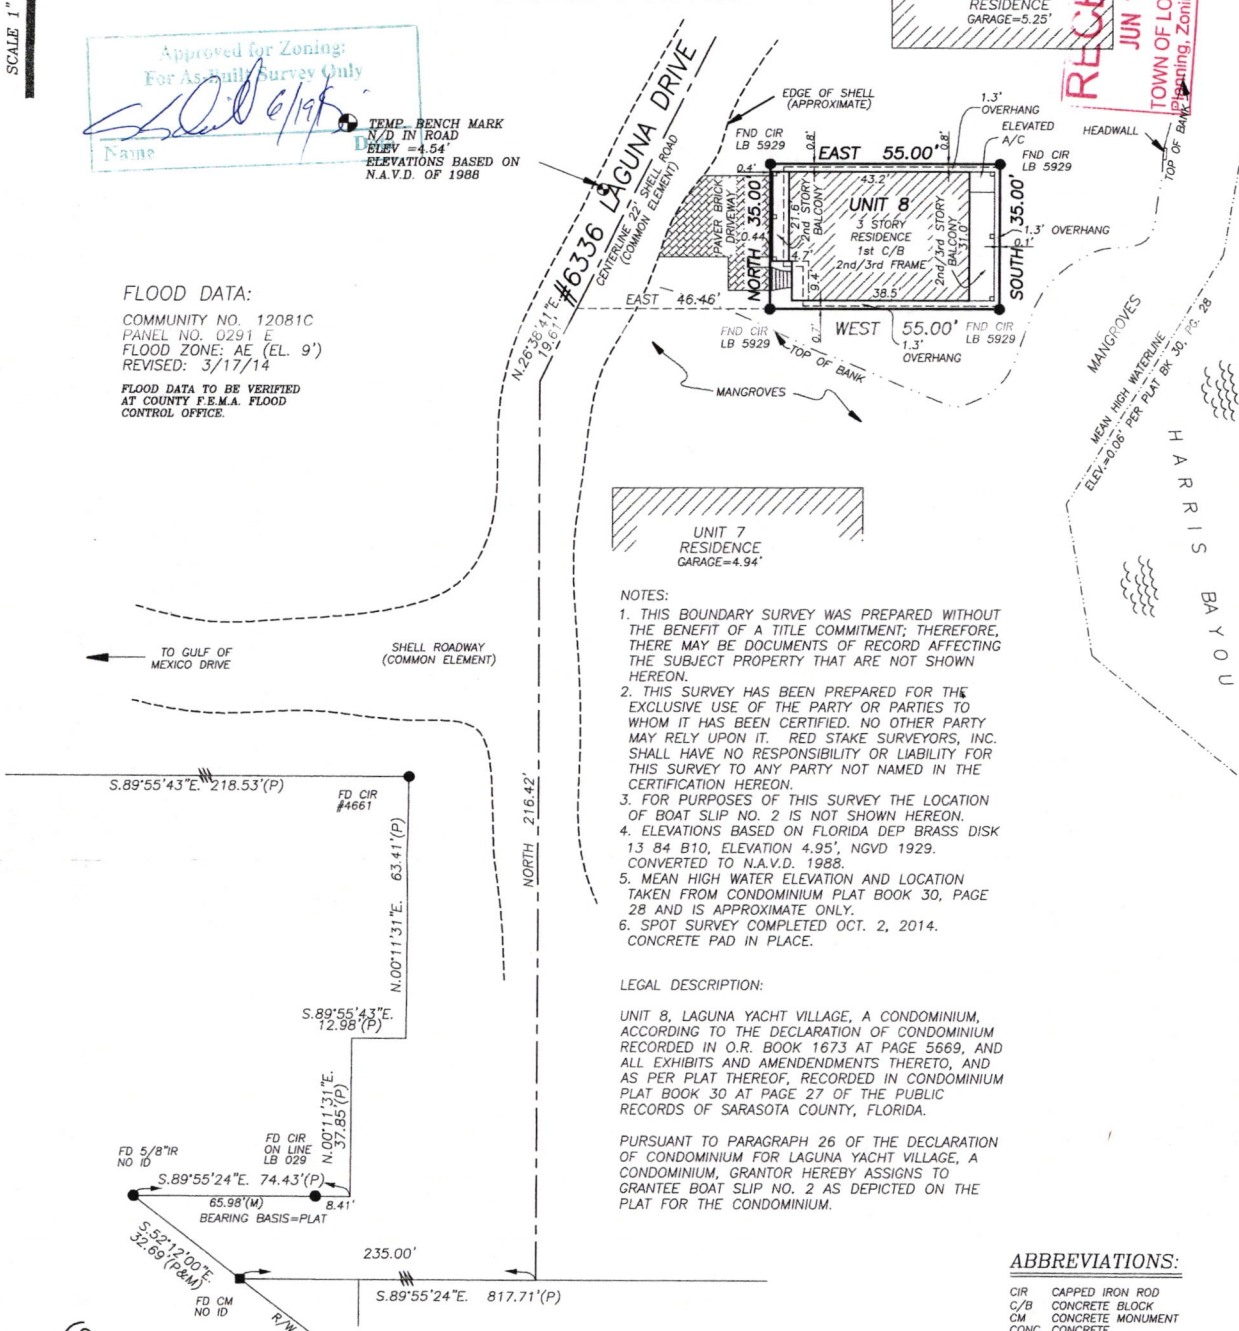 SCALE 1"
Approved for Zoning:
For As-Built Survey Only
6/19/
Name
TEMP. BENCH MARK
N/D IN ROAD
ELEV =4.54'
ELEVATIONS BASED ON
N.A.V.D. OF 1988
RESIDENCE
GARAGE=5.25'
JUN
TOWN OF LO
Planning, Zoni
#6336 LAGUNA DRIVE
CENTERLINE 22' SHELL ROAD
(COMMON ELEMENT)
N.26°38'41"E.
19.61'
EDGE OF SHELL
(APPROXIMATE)
FND CIR
LB 5929
0.8'
0.8'
1.3'
OVERHANG
ELEVATED
A/C
FND CIR
LB 5929
HEADWALL
TOP OF BANK
EAST 55.00'
0.4'
43.2'
PAVER BRICK
DRIVEWAY
NORTH 35.00'
0.44
21.6'
2nd STORY
BALCONY
4.7'
9.4'
UNIT 8
3 STORY
RESIDENCE
1st C/B
2nd/3rd FRAME
38.5'
2nd/3rd STORY
BALCONY
31.0'
SOUTH 35.00'
1.3' OVERHANG
0.1'
EAST 46.46'
FND CIR
LB 5929
0.7'
WEST 55.00'
1.3'
OVERHANG
FND CIR
LB 5929
TOP OF BANK
MANGROVES
MANGROVES
MEAN HIGH WATERLINE
ELEV.=0.06' PER PLAT BK 30, PG. 28
HARRIS BAYOU
FLOOD DATA:
COMMUNITY NO. 12081C
PANEL NO. 0291 E
FLOOD ZONE: AE (EL. 9')
REVISED: 3/17/14
FLOOD DATA TO BE VERIFIED
AT COUNTY F.E.M.A. FLOOD
CONTROL OFFICE.
UNIT 7
RESIDENCE
GARAGE=4.94'
TO GULF OF
MEXICO DRIVE
SHELL ROADWAY
(COMMON ELEMENT)
NOTES:
1. THIS BOUNDARY SURVEY WAS PREPARED WITHOUT
THE BENEFIT OF A TITLE COMMITMENT; THEREFORE,
THERE MAY BE DOCUMENTS OF RECORD AFFECTING
THE SUBJECT PROPERTY THAT ARE NOT SHOWN
HEREON.
2. THIS SURVEY HAS BEEN PREPARED FOR THE
EXCLUSIVE USE OF THE PARTY OR PARTIES TO
WHOM IT HAS BEEN CERTIFIED. NO OTHER PARTY
MAY RELY UPON IT. RED STAKE SURVEYORS, INC.
SHALL HAVE NO RESPONSIBILITY OR LIABILITY FOR
THIS SURVEY TO ANY PARTY NOT NAMED IN THE
CERTIFICATION HEREON.
3. FOR PURPOSES OF THIS SURVEY THE LOCATION
OF BOAT SLIP NO. 2 IS NOT SHOWN HEREON.
4. ELEVATIONS BASED ON FLORIDA DEP BRASS DISK
13 84 B10, ELEVATION 4.95', NGVD 1929.
CONVERTED TO N.A.V.D. 1988.
5. MEAN HIGH WATER ELEVATION AND LOCATION
TAKEN FROM CONDOMINIUM PLAT BOOK 30, PAGE
28 AND IS APPROXIMATE ONLY.
6. SPOT SURVEY COMPLETED OCT. 2, 2014.
CONCRETE PAD IN PLACE.
LEGAL DESCRIPTION:
UNIT 8, LAGUNA YACHT VILLAGE, A CONDOMINIUM,
ACCORDING TO THE DECLARATION OF CONDOMINIUM
RECORDED IN O.R. BOOK 1673 AT PAGE 5669, AND
ALL EXHIBITS AND AMENDENDMENTS THERETO, AND
AS PER PLAT THEREOF, RECORDED IN CONDOMINIUM
PLAT BOOK 30 AT PAGE 27 OF THE PUBLIC
RECORDS OF SARASOTA COUNTY, FLORIDA.
PURSUANT TO PARAGRAPH 26 OF THE DECLARATION
OF CONDOMINIUM FOR LAGUNA YACHT VILLAGE, A
CONDOMINIUM, GRANTOR HEREBY ASSIGNS TO
GRANTEE BOAT SLIP NO. 2 AS DEPICTED ON THE
PLAT FOR THE CONDOMINIUM.
S.89°55'43"E. 218.53'(P)
FD CIR
#4661
N.00°11'31"E. 63.41'(P)
NORTH 216.42'
S.89°55'43"E.
12.98'(P)
N.00°11'31"E.
37.85'(P)
FD 5/8"IR
NO ID
FD CIR
ON LINE
LB 029
S.89°55'24"E. 74.43'(P)
65.98'(M)
8.41'
BEARING BASIS=PLAT
S.52°12'00"E.
32.69'(P&M)
235.00'
S.89°55'24"E. 817.71'(P)
FD CM
NO ID
R/W
ABBREVIATIONS:
CIR CAPPED IRON ROD
C/B CONCRETE BLOCK
CM CONCRETE MONUMENT
CONC CONCRETE